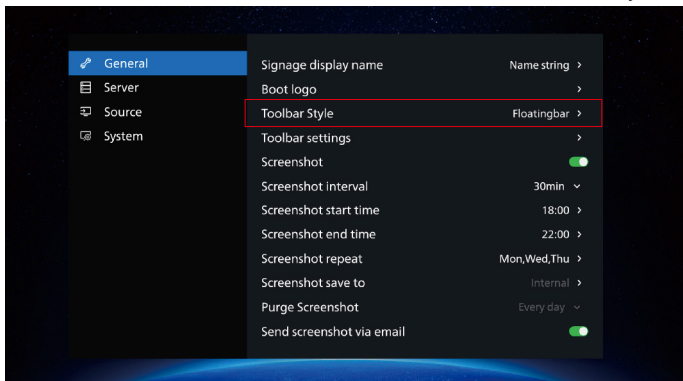 General
Server
Source
System
Signage display name Name string
Boot logo
Toolbar Style Floatingbar
Toolbar settings
Screenshot
Screenshot interval 30min
Screenshot start time 18:00
Screenshot end time 22:00
Screenshot repeat Mon,Wed,Thu
Screenshot save to Internal
Purge Screenshot Every day
Send screenshot via email